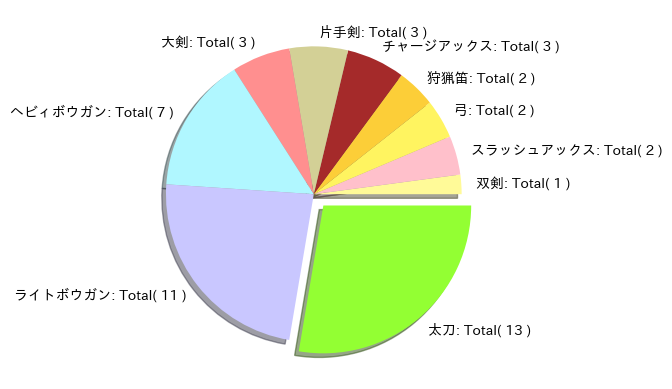 片手剣: Total( 3 )
大剣: Total( 3 )
チャージアックス: Total( 3 )
狩猟笛: Total( 2 )
ヘビィボウガン: Total( 7 )
弓: Total( 2 )
スラッシュアックス: Total( 2 )
双剣: Total( 1 )
ライトボウガン: Total( 11 )
太刀: Total( 13 )